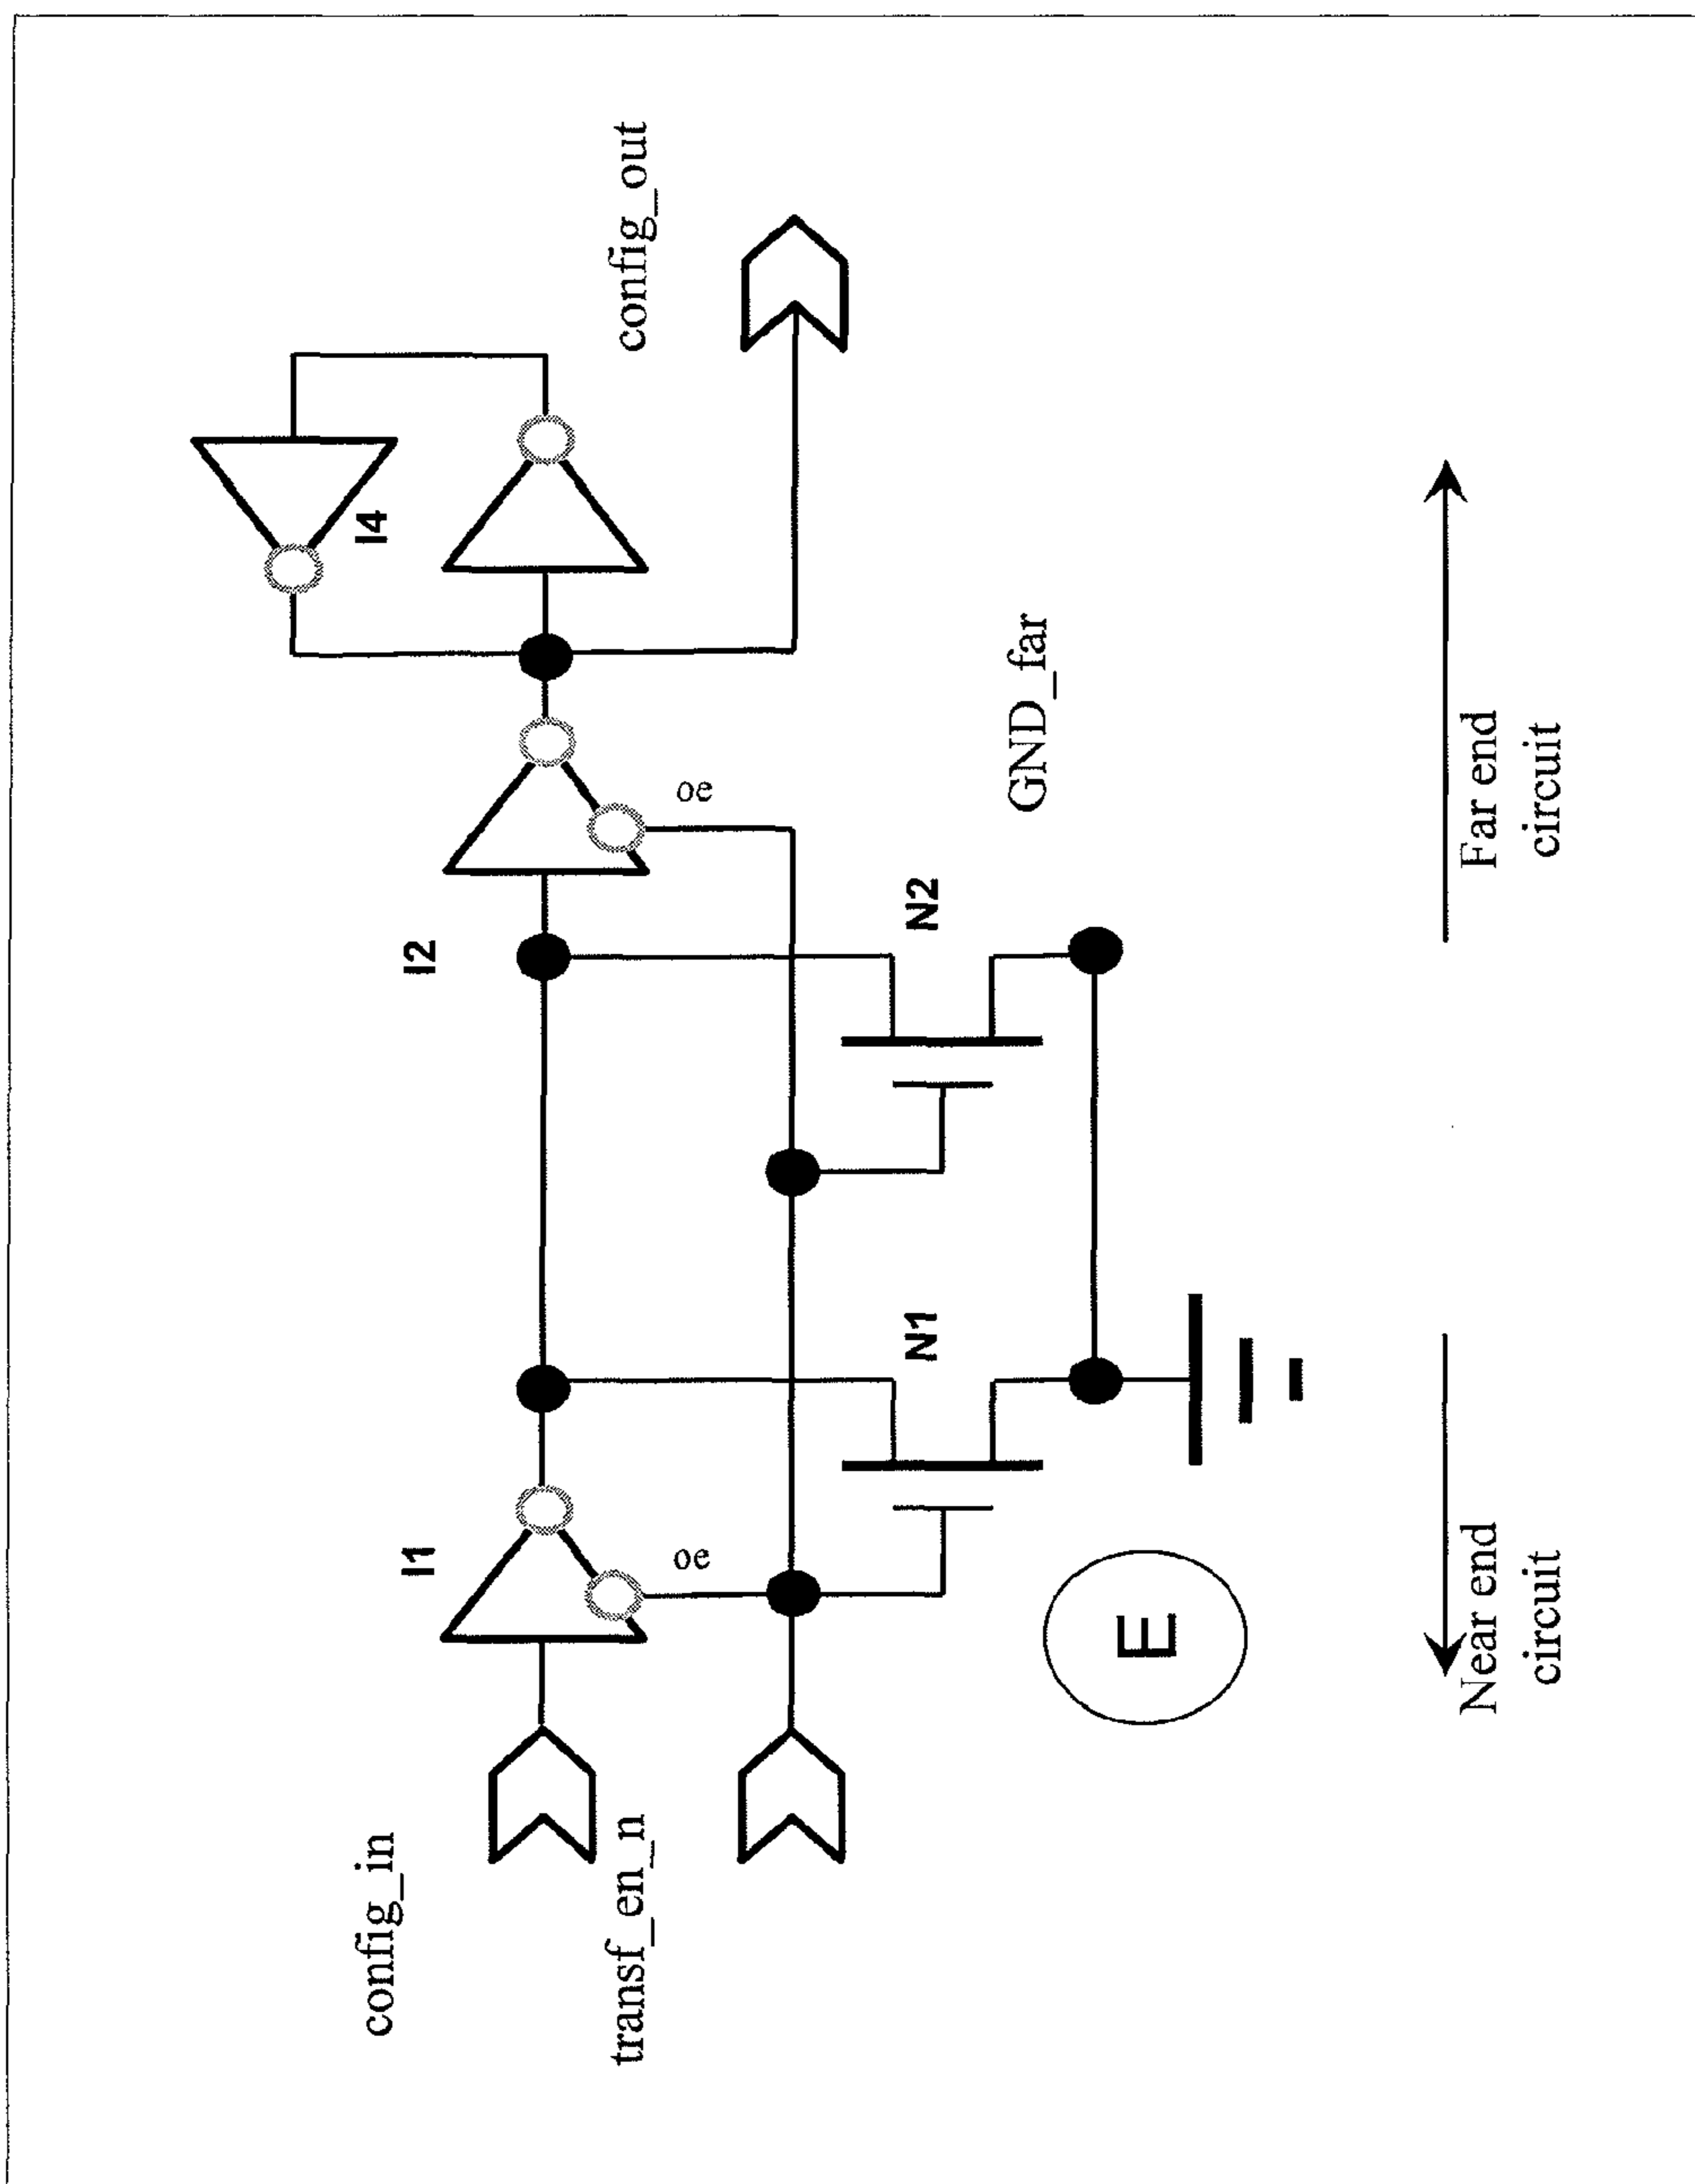 config_in
transf_en_n
I1
oe
N1
E
I2
oe
N2
GND_far
I4
config_out
Near end
circuit
Far end
circuit